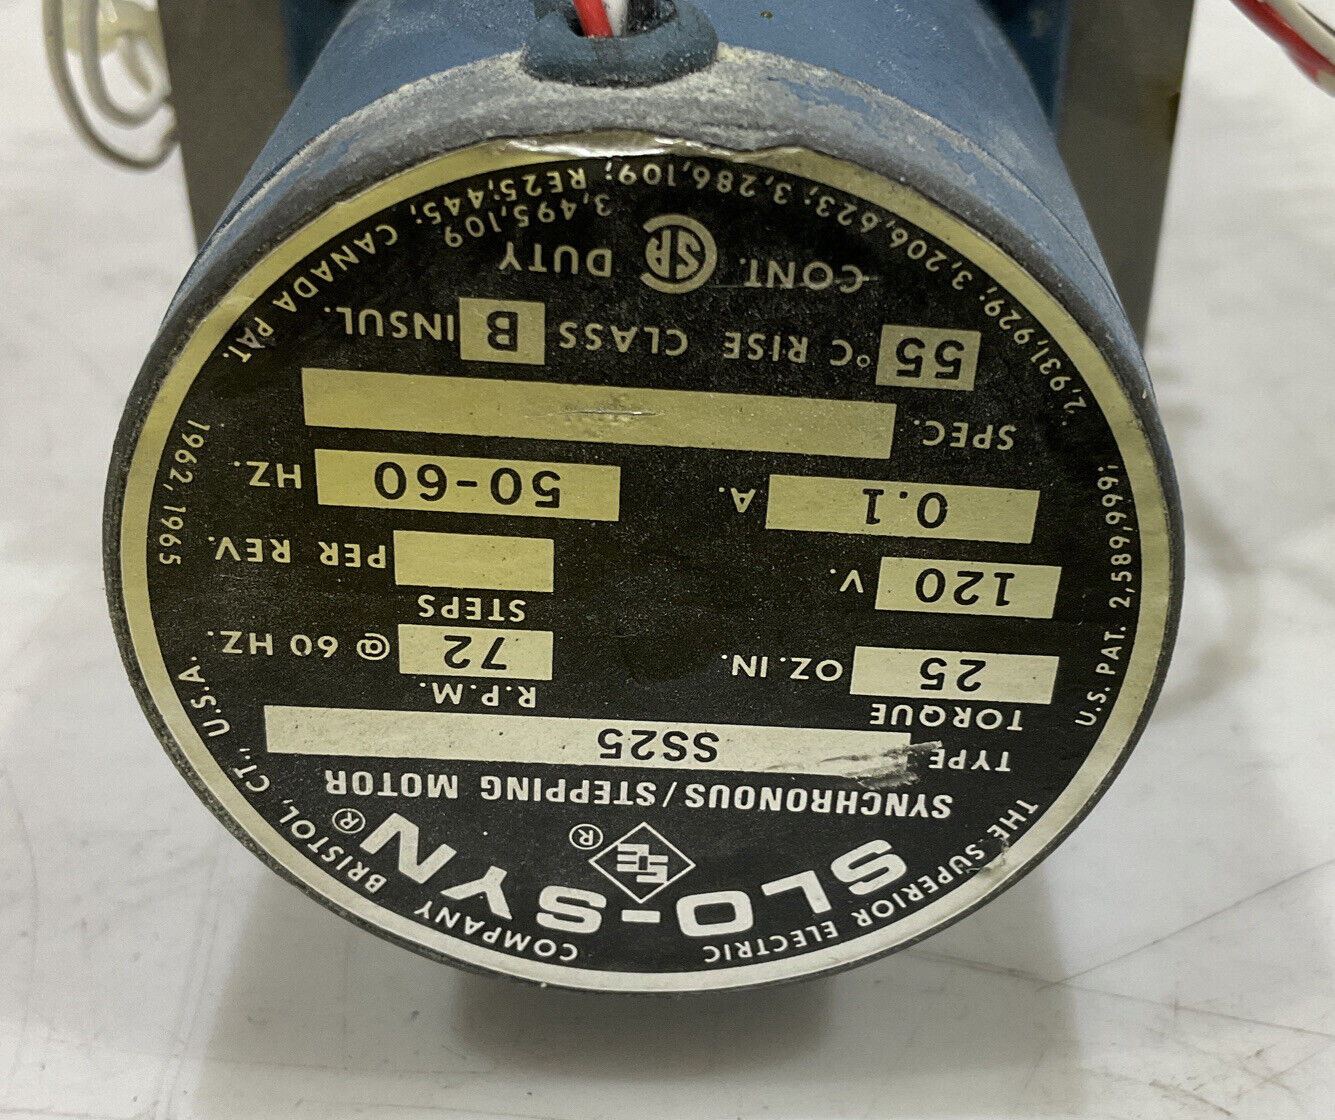 THE SUPERIOR ELECTRIC COMPANY BRISTOL, CT., U.S.A.
SLO-SYN®
SE ®
SYNCHRONOUS/STEPPING MOTOR
TYPE SS25
TORQUE 25 OZ. IN.
R.P.M. 72 @ 60 HZ.
120 V.
STEPS PER REV.
0.1 A.
50-60 HZ.
SPEC.
55 °C RISE CLASS B INSUL.
CONT. DUTY
SA
U.S. PAT. 2,589,999; 2,931,929; 3,206,623; 3,286,109; RE25,445;
3,495,109
CANADA PAT. 1962, 1965